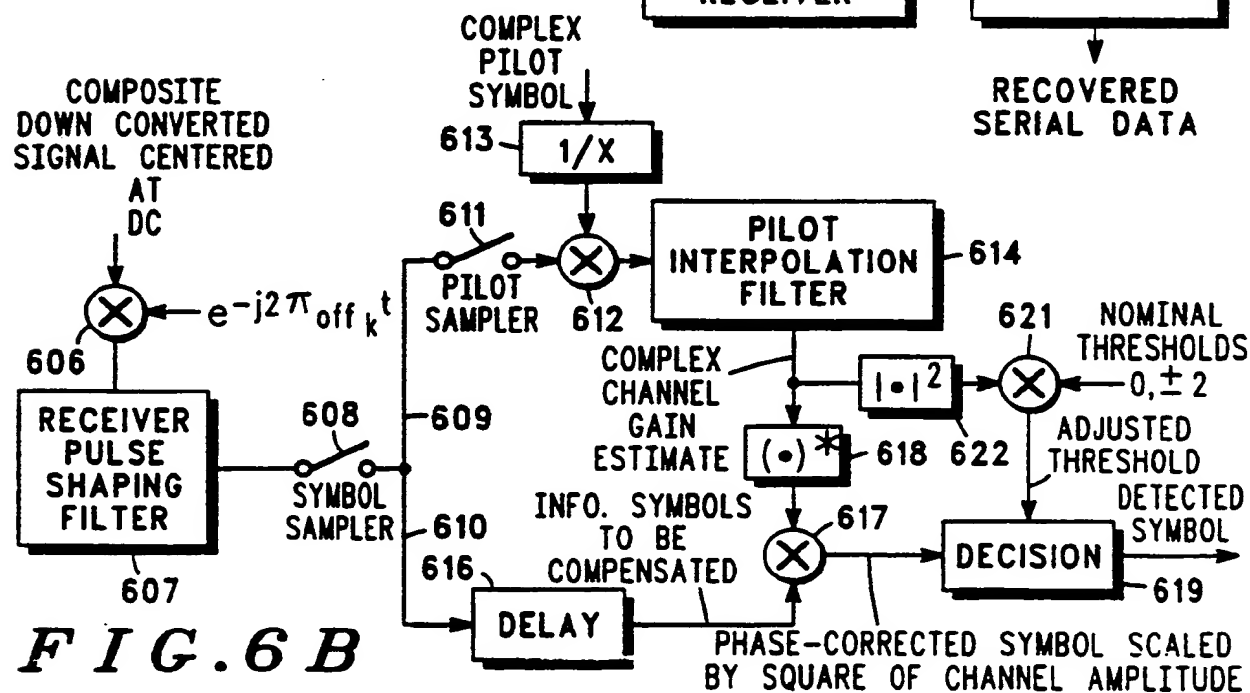 RECEIVER
RECOVERED
SERIAL DATA
COMPLEX
PILOT
SYMBOL
COMPOSITE
DOWN CONVERTED
SIGNAL CENTERED
AT
DC
613
1/X
611
PILOT
SAMPLER
612
PILOT
INTERPOLATION
FILTER
614
e^-j2π off k t
606
621
NOMINAL
THRESHOLDS
0, ± 2
COMPLEX
CHANNEL
GAIN
ESTIMATE
|•|²
622
(•)*
618
ADJUSTED
THRESHOLD
RECEIVER
PULSE
SHAPING
FILTER
607
608
SYMBOL
SAMPLER
609
610
INFO. SYMBOLS
TO BE
COMPENSATED
617
DETECTED
SYMBOL
DECISION
619
616
DELAY
PHASE-CORRECTED SYMBOL SCALED
BY SQUARE OF CHANNEL AMPLITUDE
FIG.6B